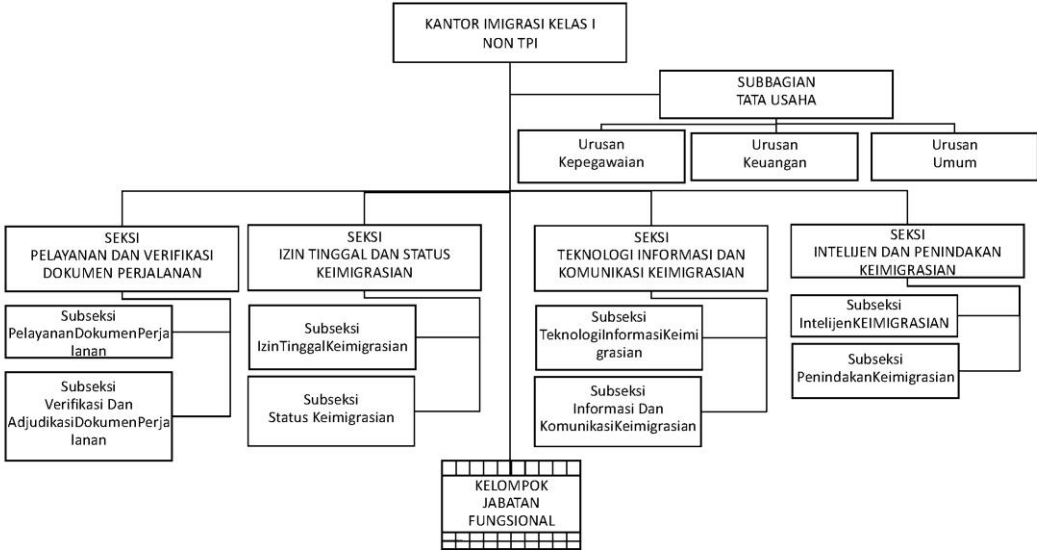 KANTOR IMIGRASI KELAS I
NON TPI
SUBBAGIAN
TATA USAHA
Urusan
Kepegawaian
Urusan
Keuangan
Urusan
Umum
SEKSI
PELAYANAN DAN VERIFIKASI
DOKUMEN PERJALANAN
SEKSI
IZIN TINGGAL DAN STATUS
KEIMIGRASIAN
SEKSI
TEKNOLOGI INFORMASI DAN
KOMUNIKASI KEIMIGRASIAN
SEKSI
INTELIJEN DAN PENINDAKAN
KEIMIGRASIAN
Subseksi
PelayananDokumenPerja
lanan
Subseksi
IzinTinggalKeimigrasian
Subseksi
TeknologiInformasiKeimi
grasian
Subseksi
IntelijenKEIMIGRASIAN
Subseksi
Verifikasi Dan
AdjudikasiDokumenPerja
lanan
Subseksi
Status Keimigrasian
Subseksi
Informasi Dan
KomunikasiKeimigrasian
Subseksi
PenindakanKeimigrasian
KELOMPOK
JABATAN
FUNGSIONAL